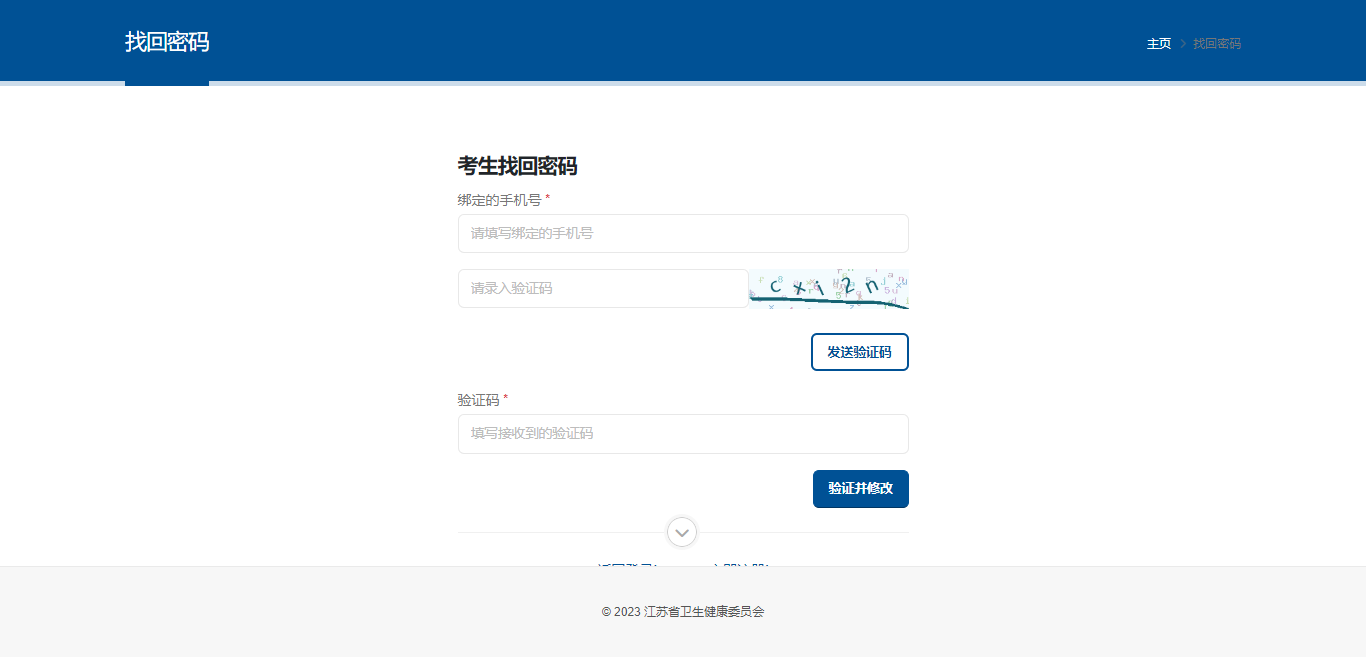 找回密码
主页 > 找回密码
考生找回密码
绑定的手机号 *
请填写绑定的手机号
请录入验证码
c x i 2 n
发送验证码
验证码 *
填写接收到的验证码
验证并修改
© 2023 江苏省卫生健康委员会